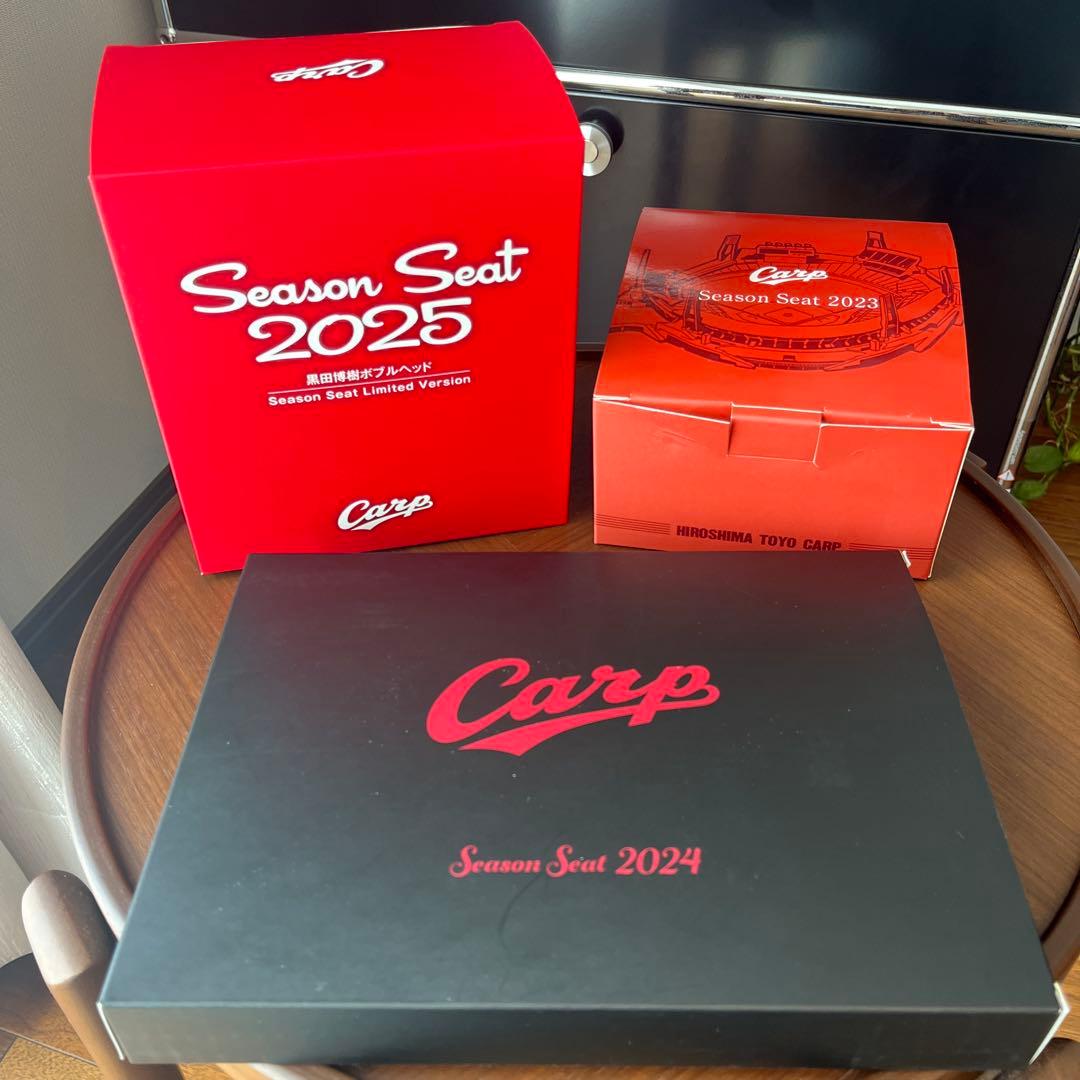 Carp
Season Seat
2025
黒田博樹ボブルヘッド
Season Seat Limited Version
Carp
Carp
Season Seat 2023
HIROSHIMA TOYO CARP
Carp
Season Seat 2024